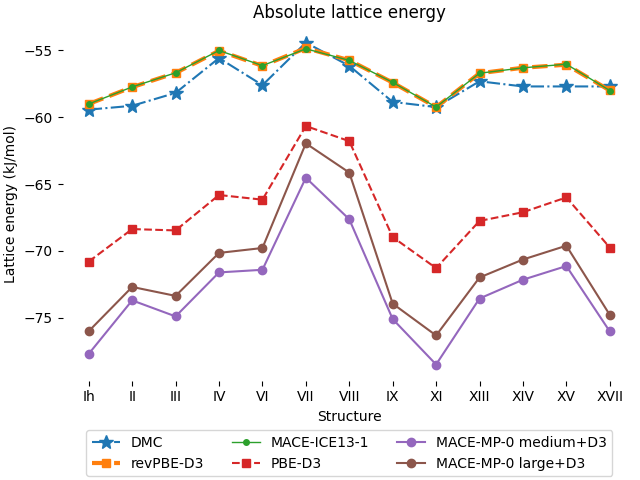 Absolute lattice energy
Lattice energy (kJ/mol)
−55
−60
−65
−70
−75
Ih II III IV VI VII VIII IX XI XIII XIV XV XVII
Structure
DMC MACE-ICE13-1 MACE-MP-0 medium+D3
revPBE-D3 PBE-D3 MACE-MP-0 large+D3